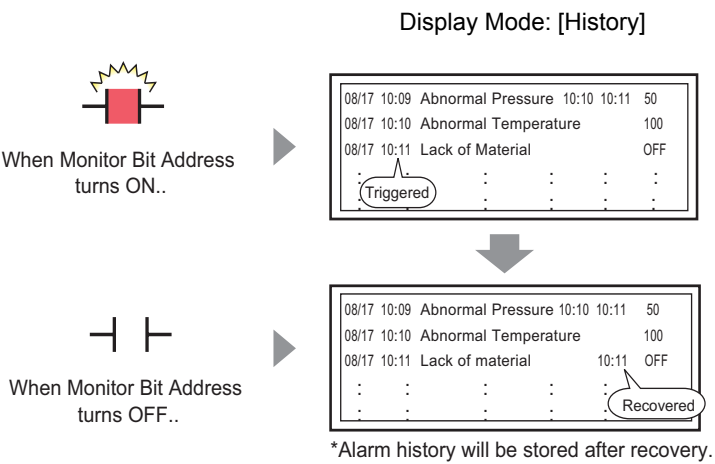 Display Mode: [History]
When Monitor Bit Address
turns ON..
08/17 10:09 Abnormal Pressure 10:10 10:11 50
08/17 10:10 Abnormal Temperature 100
08/17 10:11 Lack of Material OFF
: : : : : :
Triggered
: : : : : :
When Monitor Bit Address
turns OFF..
08/17 10:09 Abnormal Pressure 10:10 10:11 50
08/17 10:10 Abnormal Temperature 100
08/17 10:11 Lack of material 10:11 OFF
: : : : :
Recovered
: : : : :
*Alarm history will be stored after recovery.